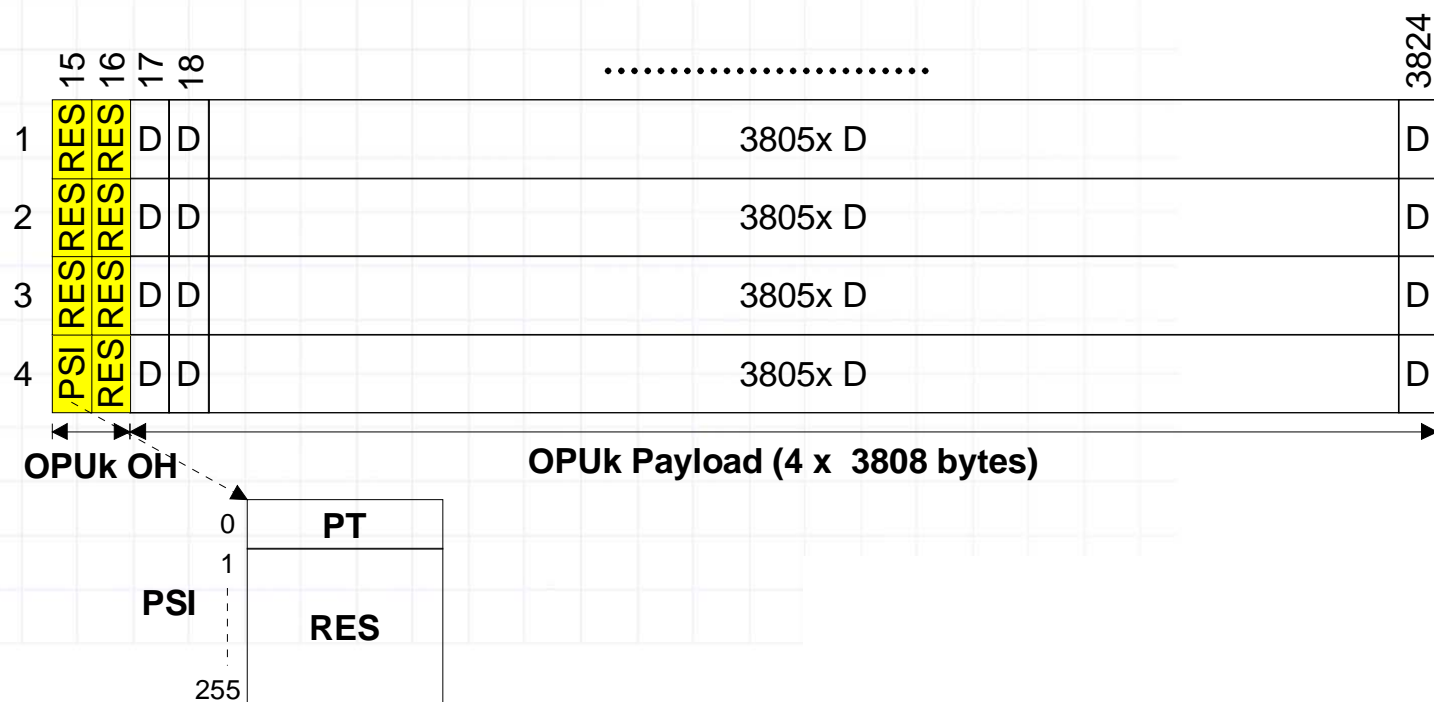 15 16 17 18 3824
1 RES RES D D 3805x D D
2 RES RES D D 3805x D D
3 RES RES D D 3805x D D
4 PSI RES D D 3805x D D
OPUk OH OPUk Payload (4 x 3808 bytes)
0 PT
1
PSI RES
255